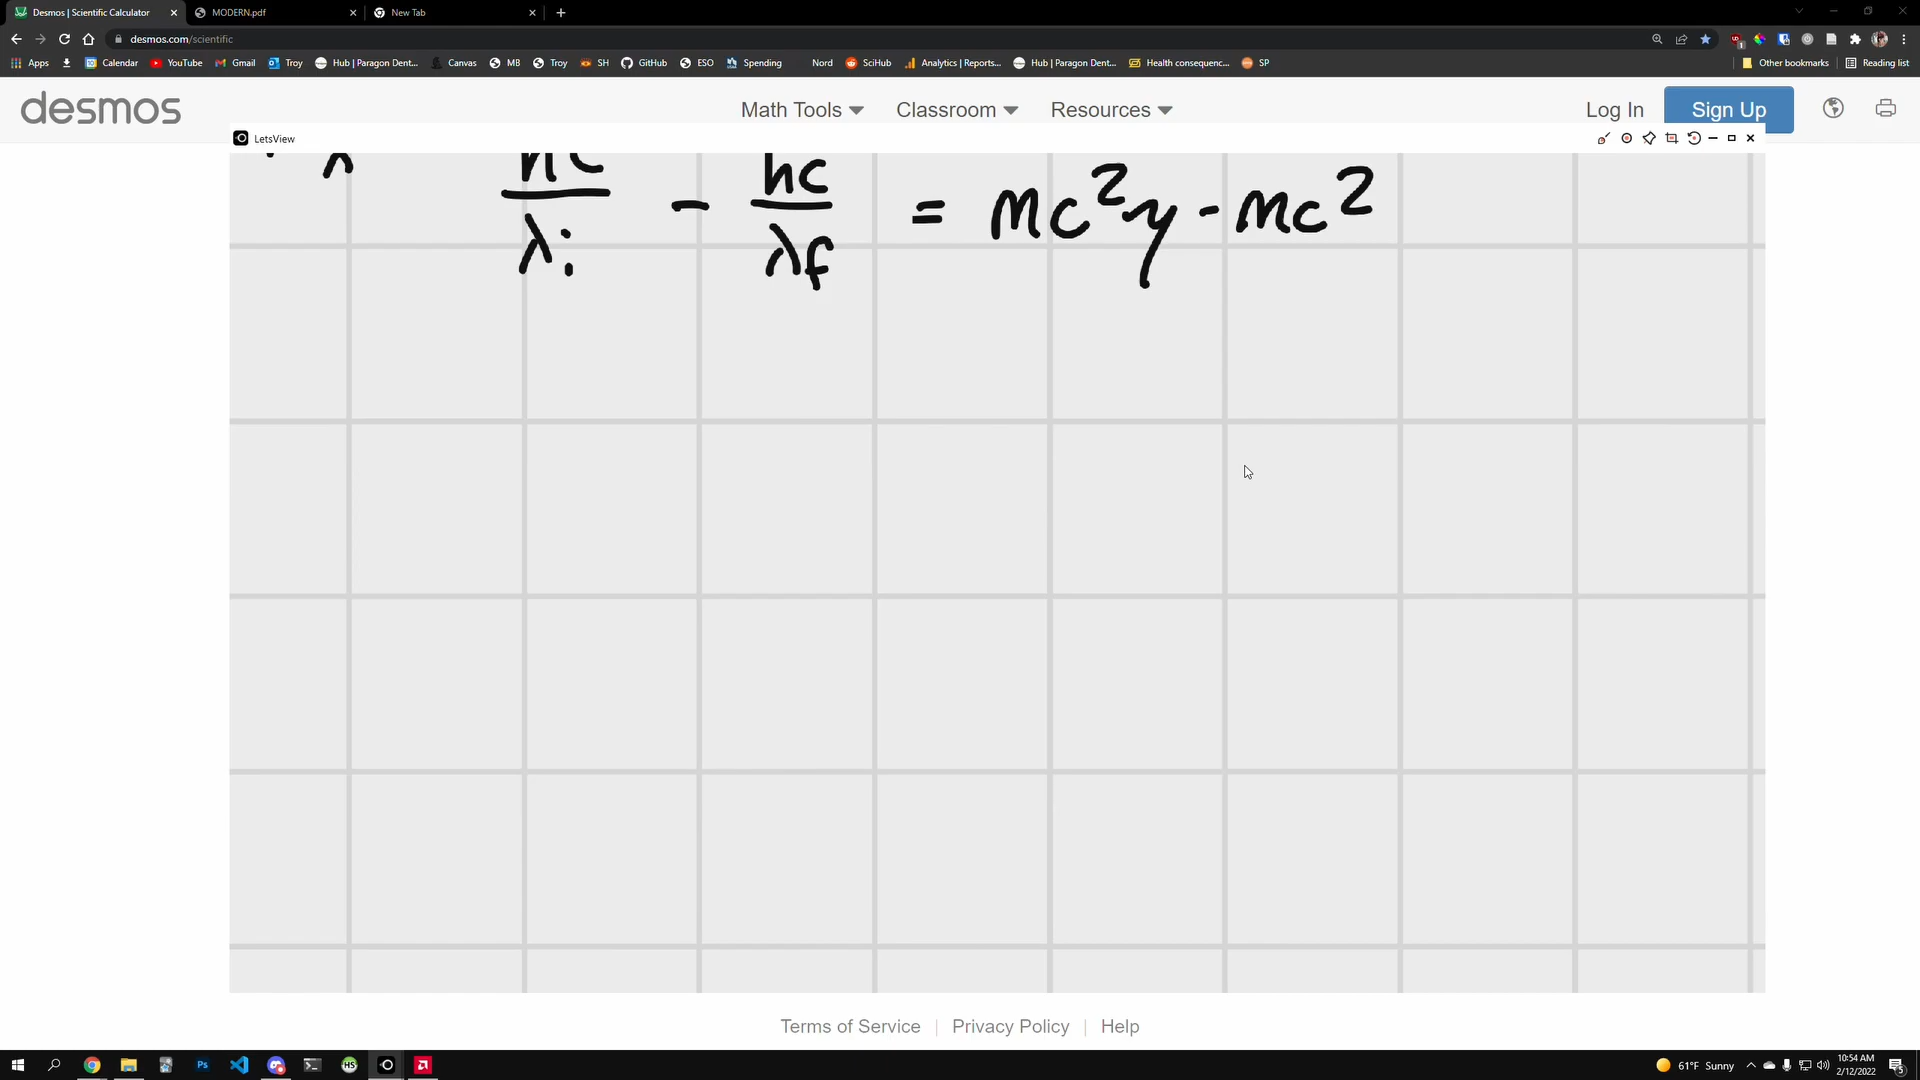 Desmos | Scientific Calculator
MODERN.pdf
New Tab
desmos.com/scientific
Apps
Calendar
YouTube
Gmail
Troy
Hub | Paragon Dent...
Canvas
MB
Troy
SH
GitHub
ESO
Spending
Nord
SciHub
Analytics | Reports...
Hub | Paragon Dent...
Health consequenc...
SP
Other bookmarks
Reading list
desmos
Math Tools
Classroom
Resources
Log In
Sign Up
LetsView
λ
hc/λi - hc/λf = mc²γ - mc²
Terms of Service | Privacy Policy | Help
61°F Sunny
10:54 AM
2/12/2022